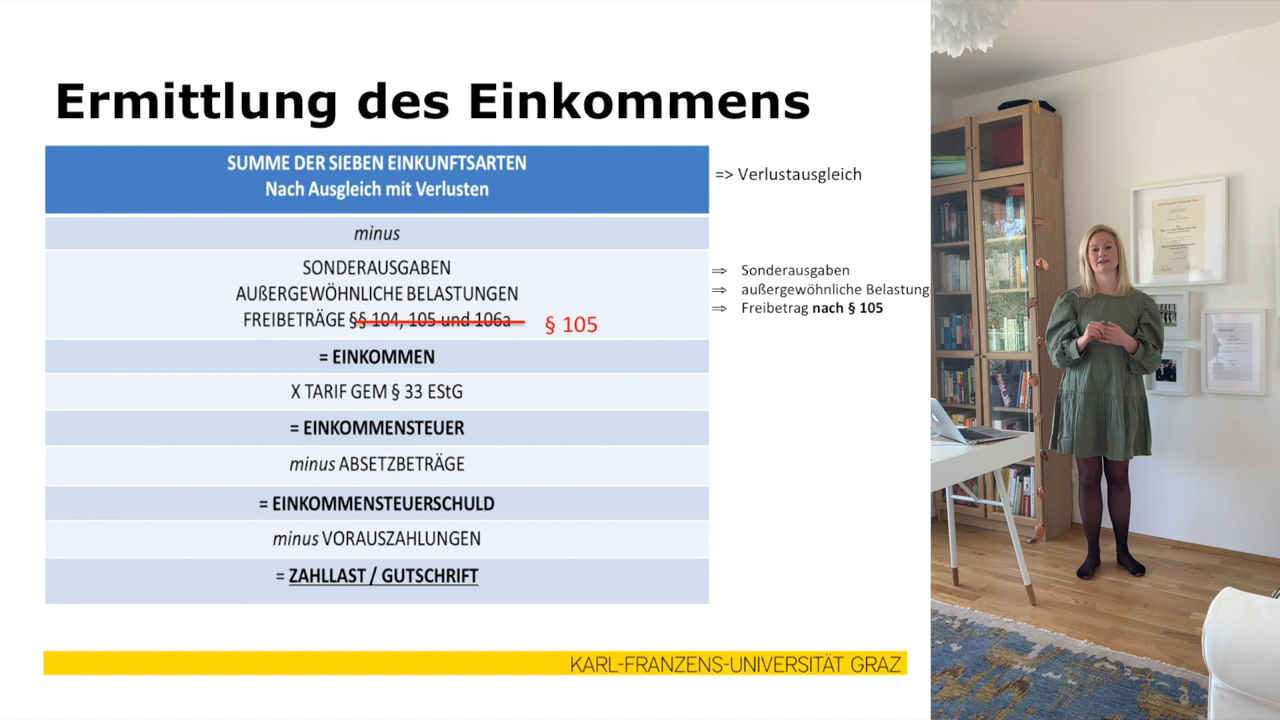 Ermittlung des Einkommens
SUMME DER SIEBEN EINKUNFTSARTEN
Nach Ausgleich mit Verlusten
=> Verlustausgleich
minus
SONDERAUSGABEN
AUßERGEWÖHNLICHE BELASTUNGEN
FREIBETRÄGE §§ 104, 105 und 106a
§ 105
⇒ Sonderausgaben
⇒ außergewöhnliche Belastung
⇒ Freibetrag nach § 105
= EINKOMMEN
X TARIF GEM § 33 EStG
= EINKOMMENSTEUER
minus ABSETZBETRÄGE
= EINKOMMENSTEUERSCHULD
minus VORAUSZAHLUNGEN
= ZAHLLAST / GUTSCHRIFT
KARL-FRANZENS-UNIVERSITÄT GRAZ